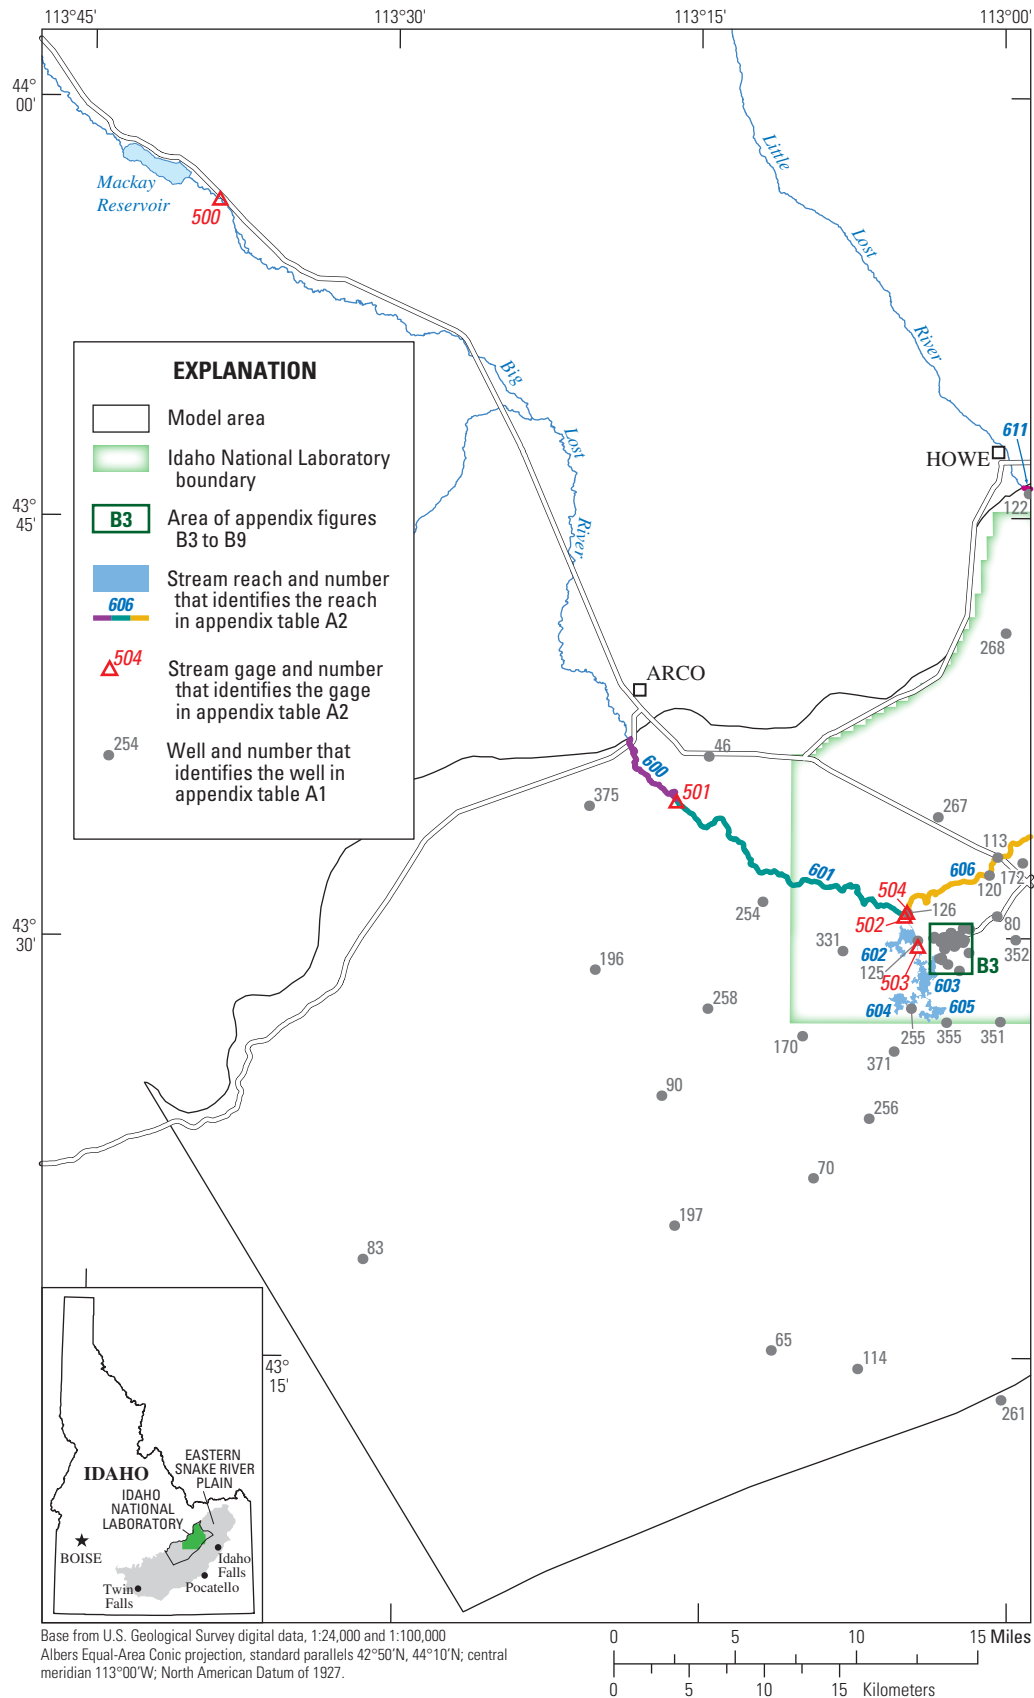 113°45'
113°30'
113°15'
113°00'
44°
00'
Mackay
Reservoir
500
Little
Lost
River
Big
Lost
River
EXPLANATION
Model area
Idaho National Laboratory
boundary
B3
Area of appendix figures
B3 to B9
606
Stream reach and number
that identifies the reach
in appendix table A2
504
Stream gage and number
that identifies the gage
in appendix table A2
254
Well and number that
identifies the well in
appendix table A1
43°
45'
HOWE
611
122
268
ARCO
46
600
501
375
267
113
172
120
606
601
504
502
126
80
254
331
602
125
503
B3
352
43°
30'
196
603
604
605
258
255
355
351
170
371
90
256
70
197
83
65
114
261
43°
15'
IDAHO
EASTERN
SNAKE RIVER
PLAIN
IDAHO
NATIONAL
LABORATORY
BOISE
Idaho
Falls
Pocatello
Twin
Falls
Base from U.S. Geological Survey digital data, 1:24,000 and 1:100,000
Albers Equal-Area Conic projection, standard parallels 42°50'N, 44°10'N; central
meridian 113°00'W; North American Datum of 1927.
0 5 10 15 Miles
0 5 10 15 Kilometers